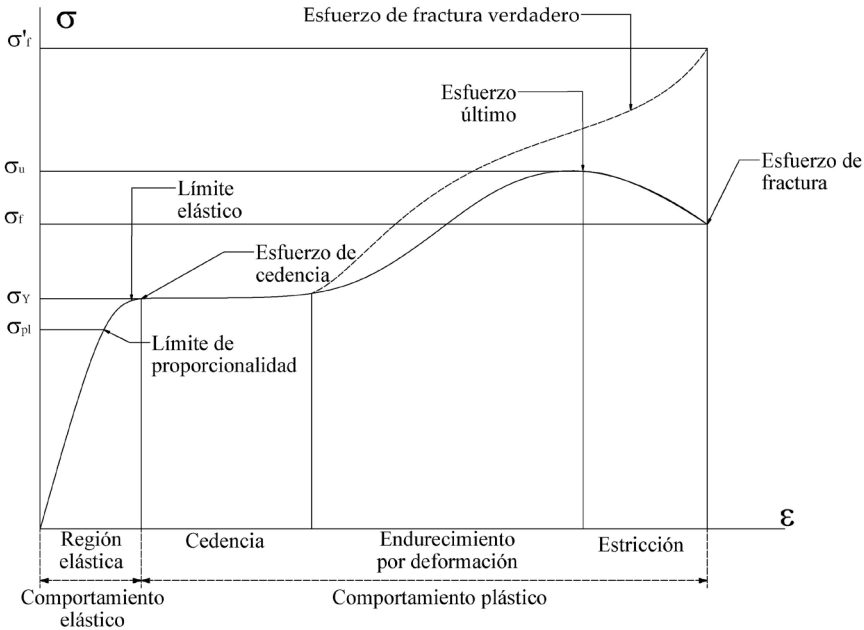 σ
Esfuerzo de fractura verdadero
σ'f
Esfuerzo
último
σu
Límite
elástico
Esfuerzo de
fractura
σf
Esfuerzo de
cedencia
σY
σpl
Límite de
proporcionalidad
ε
Región
elástica
Cedencia
Endurecimiento
por deformación
Estricción
Comportamiento
elástico
Comportamiento plástico